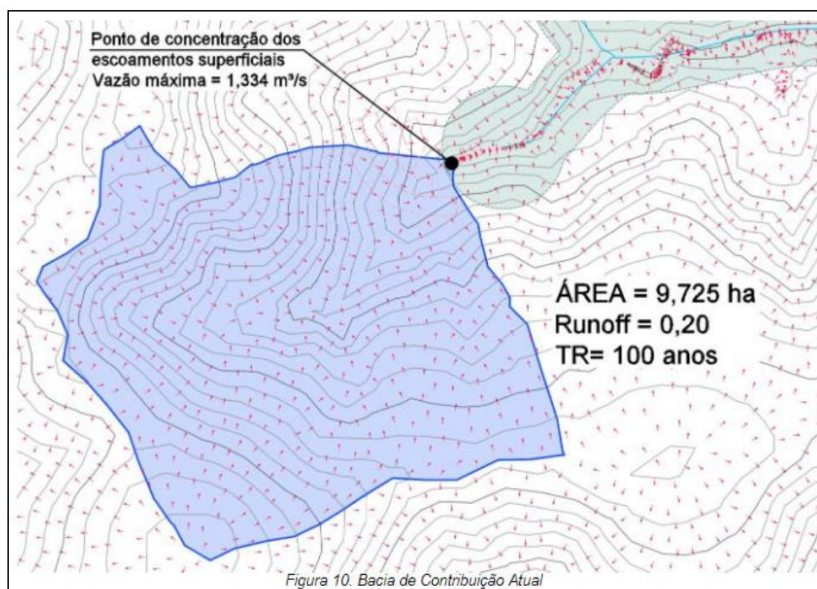 Ponto de concentração dos
escoamentos superficiais
Vazão máxima = 1,334 m³/s
ÁREA = 9,725 ha
Runoff = 0,20
TR= 100 anos
Figura 10. Bacia de Contribuição Atual